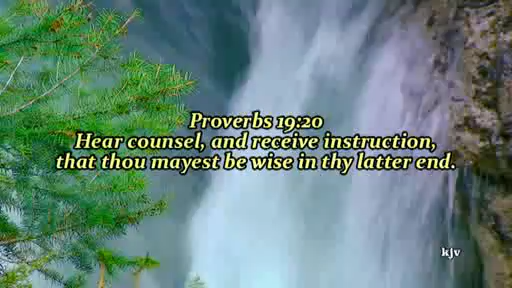 Proverbs 19:20
Hear counsel, and receive instruction,
that thou mayest be wise in thy latter end.
kjv